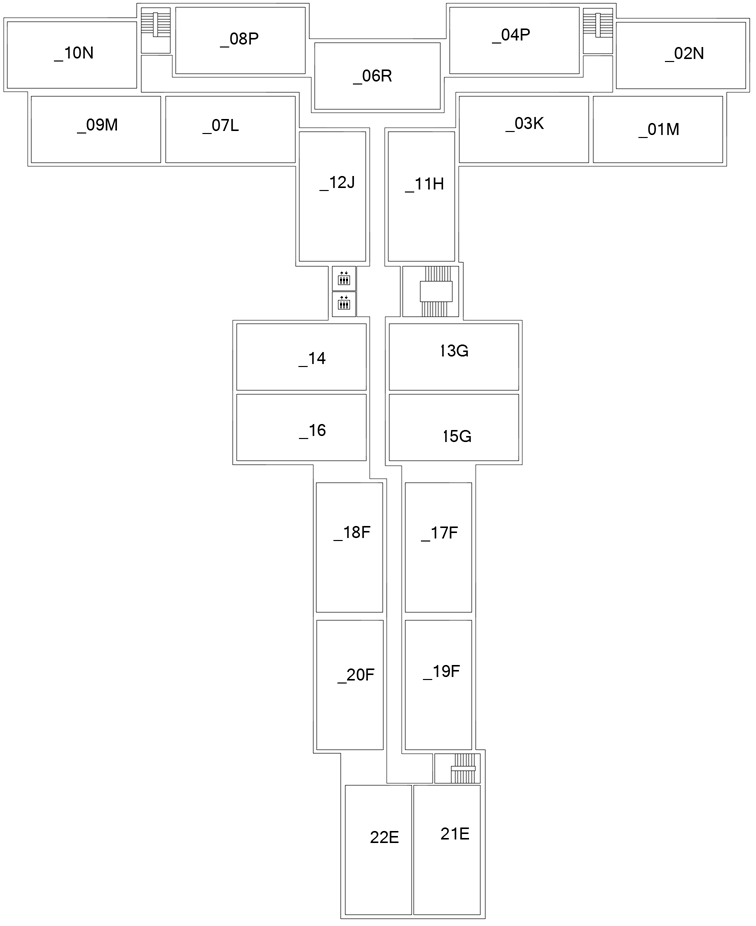 _10N
_08P
_04P
_02N
_06R
_09M
_07L
_03K
_01M
_12J
_11H
_14
13G
_16
15G
_18F
_17F
_20F
_19F
22E
21E